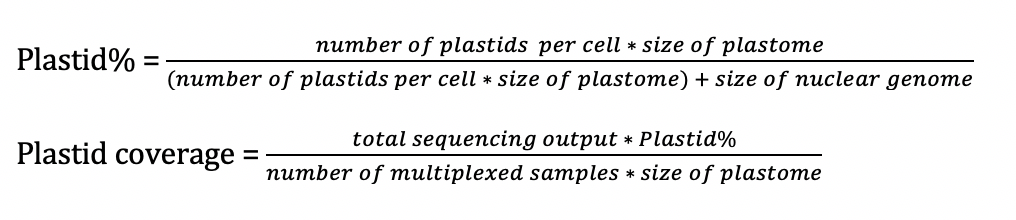 Plastid% = number of plastids per cell * size of plastome
(number of plastids per cell * size of plastome) + size of nuclear genome
Plastid coverage = total sequencing output * Plastid%
number of multiplexed samples * size of plastome